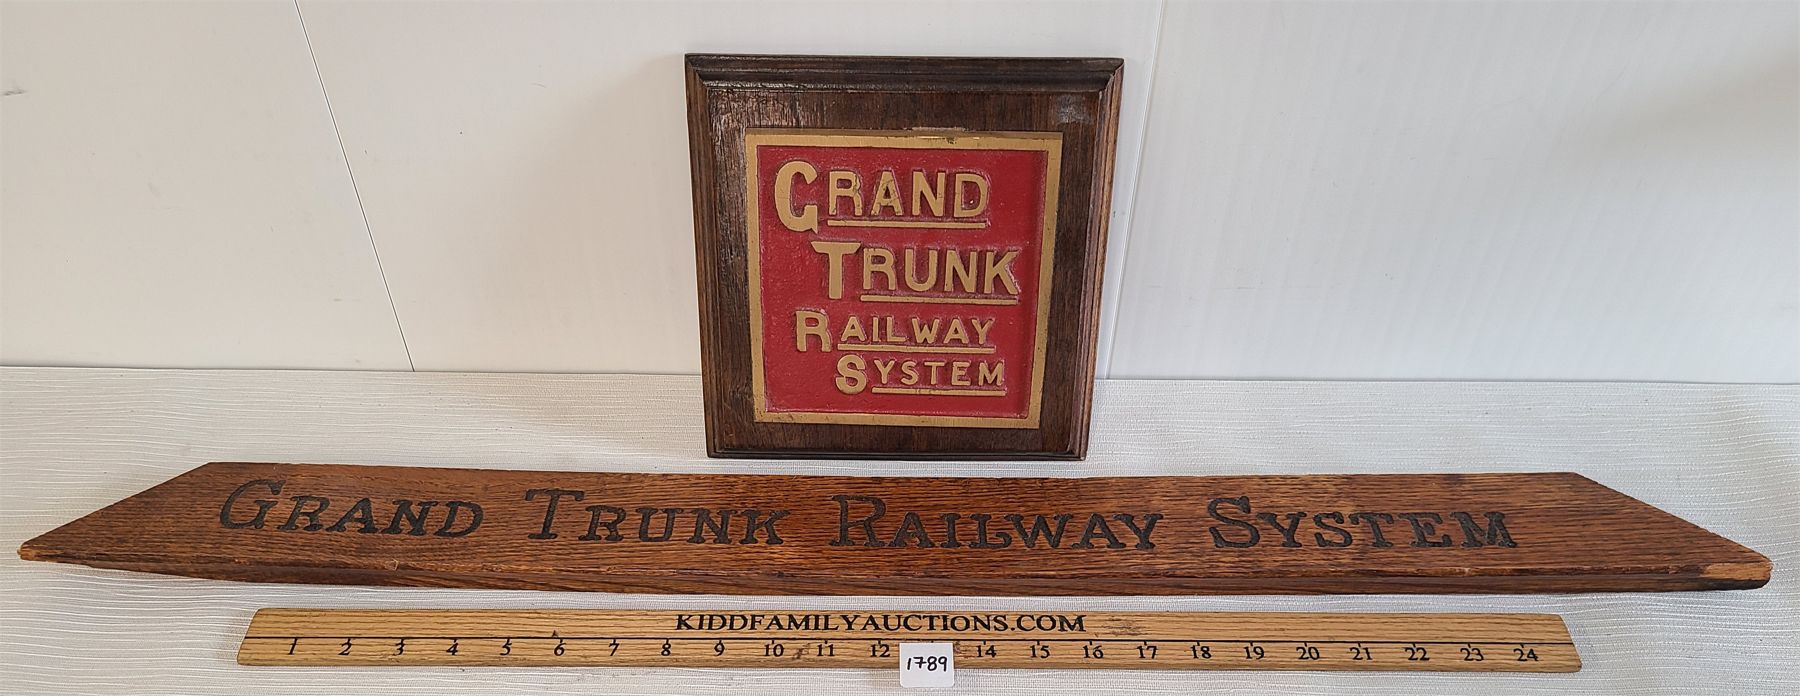 GRAND
TRUNK
RAILWAY
SYSTEM
GRAND TRUNK RAILWAY SYSTEM
KIDDFAMILYAUCTIONS.COM
1 2 3 4 5 6 7 8 9 10 11 12 14 15 16 17 18 19 20 21 22 23 24
1789